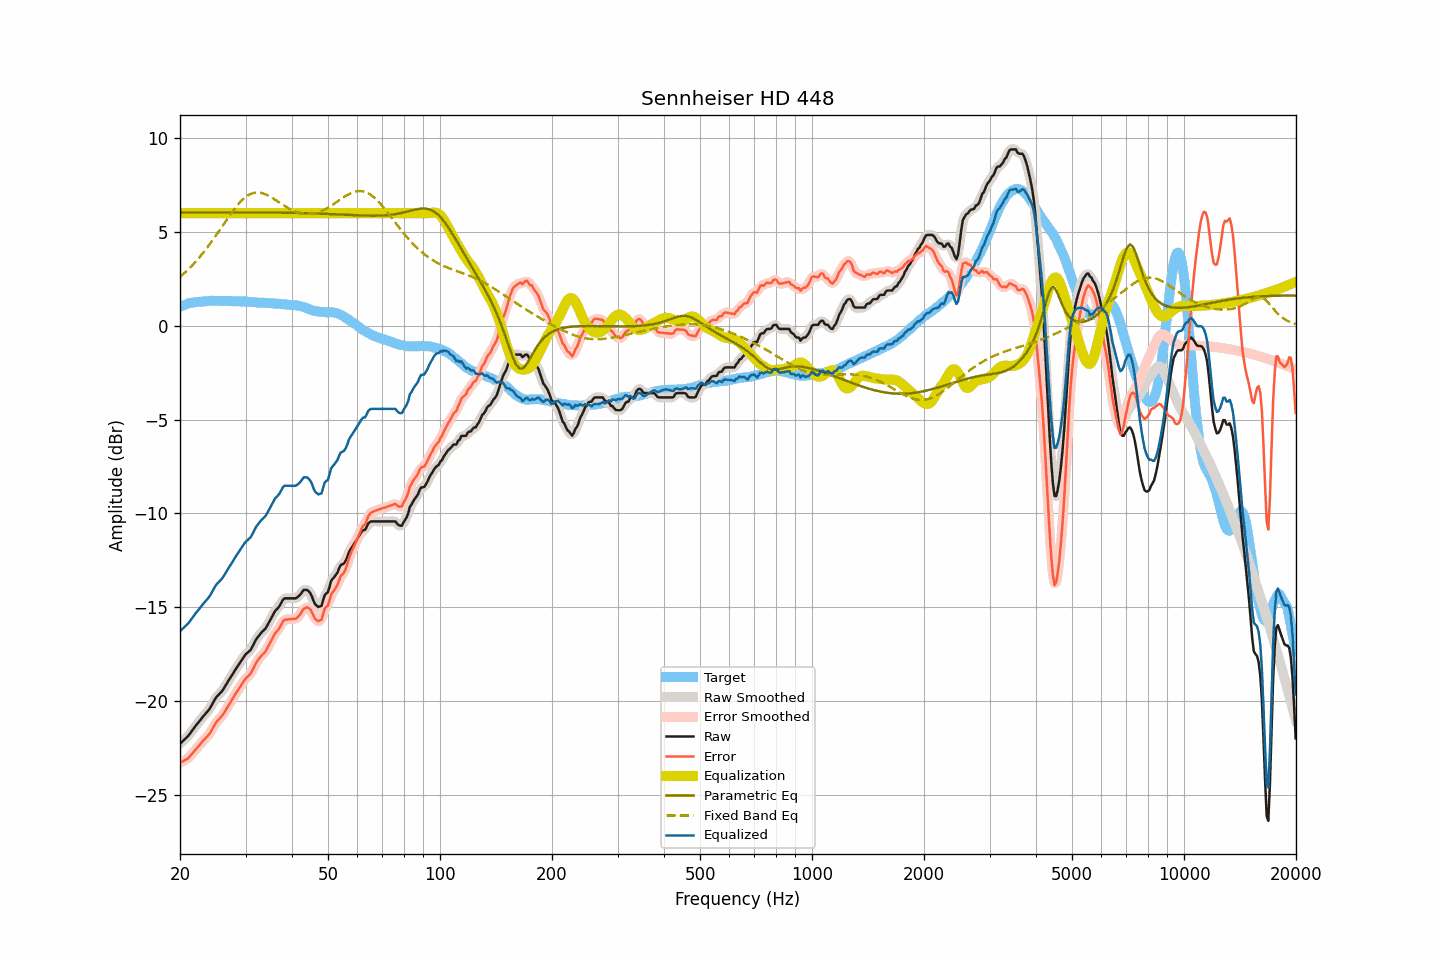 Sennheiser HD 448
Amplitude (dBr)
10
5
0
−5
−10
−15
−20
−25
Target
Raw Smoothed
Error Smoothed
Raw
Error
Equalization
Parametric Eq
Fixed Band Eq
Equalized
20 50 100 200 500 1000 2000 5000 10000 20000
Frequency (Hz)